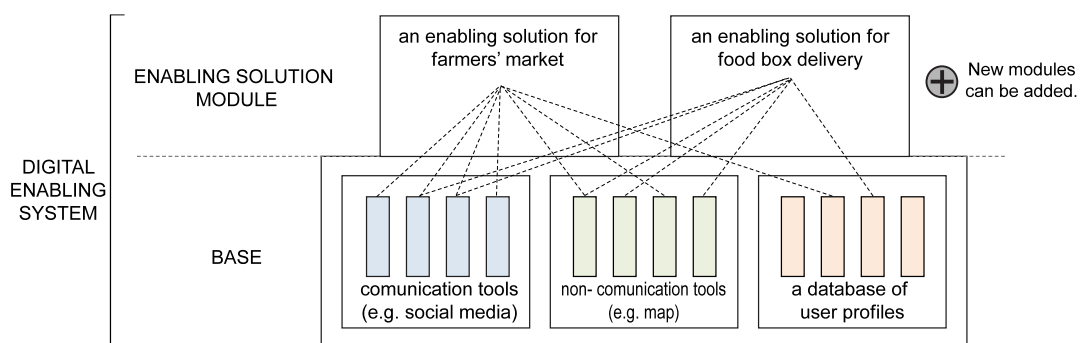 an enabling solution for
farmers' market
an enabling solution for
food box delivery
ENABLING SOLUTION
MODULE
New modules
can be added.
DIGITAL
ENABLING
SYSTEM
BASE
comunication tools
(e.g. social media)
non- comunication tools
(e.g. map)
a database of
user profiles